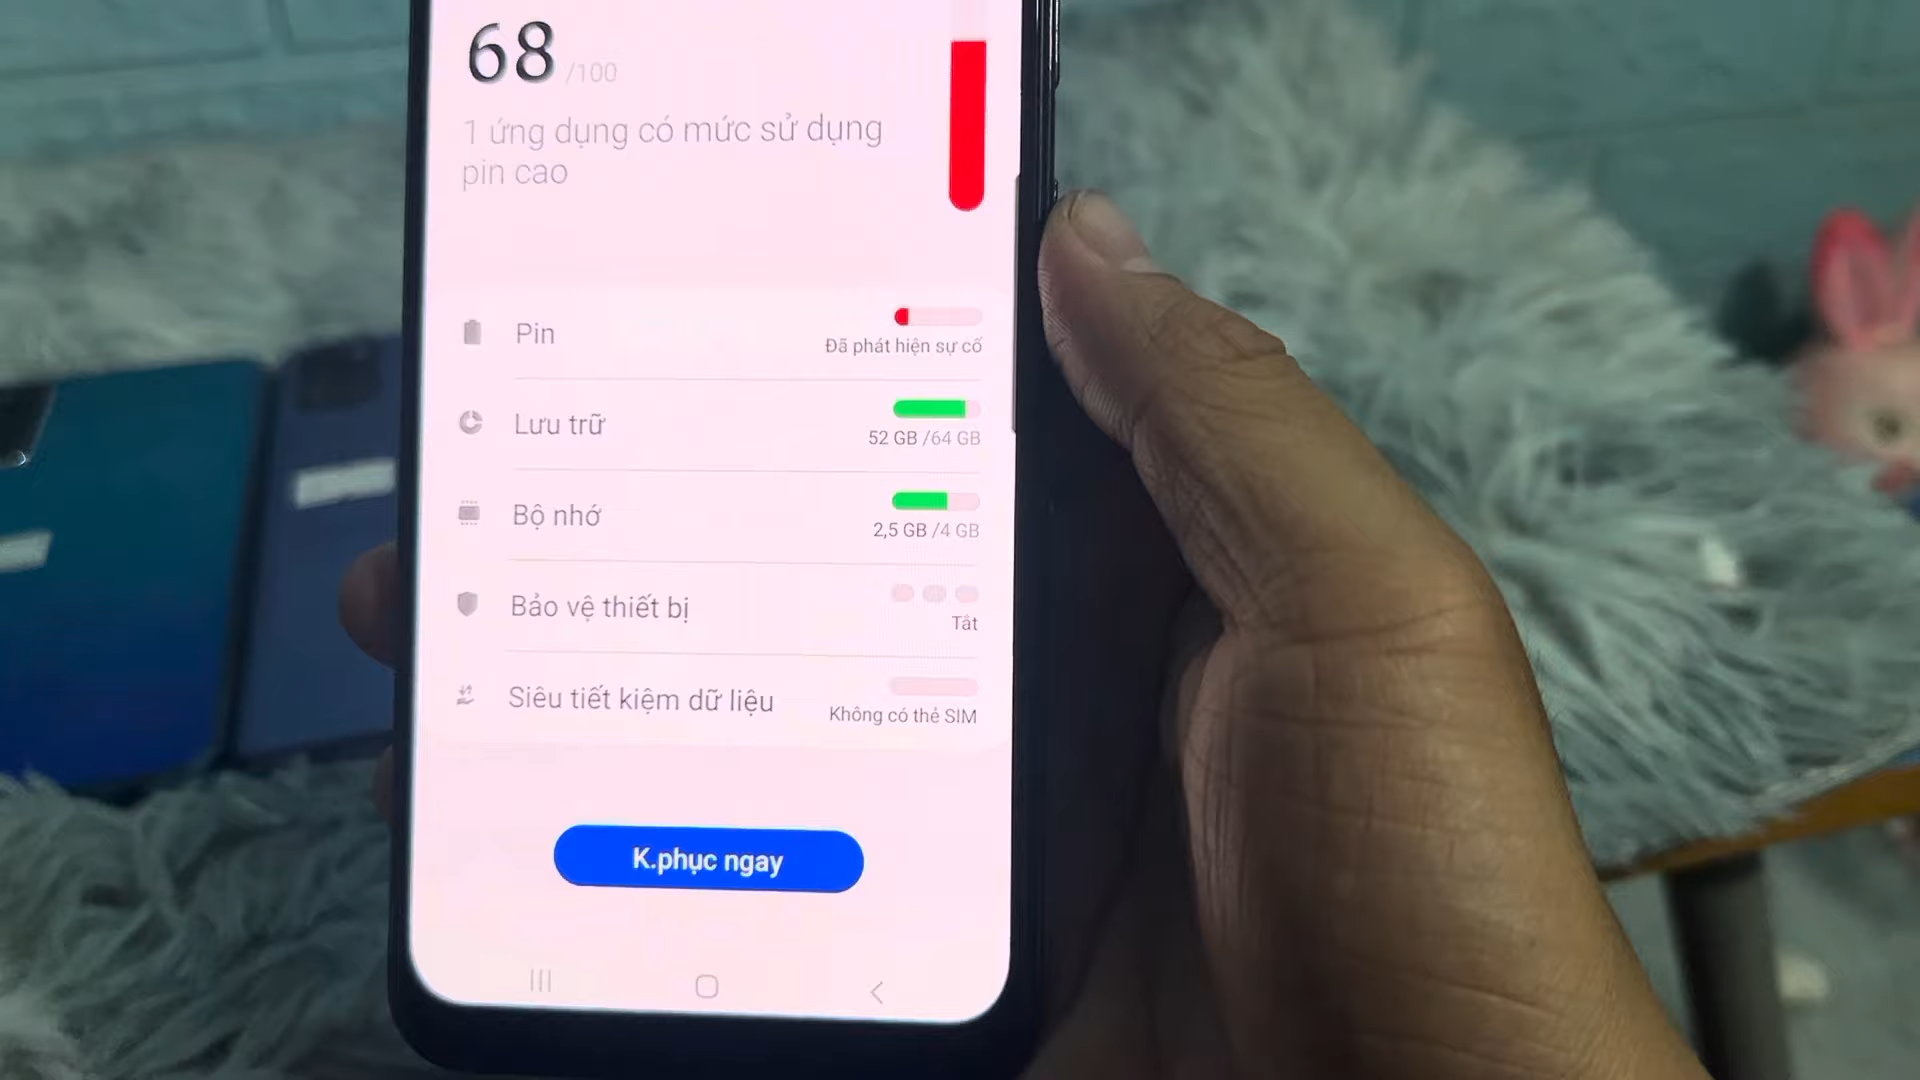 68 /100
1 ứng dụng có mức sử dụng
pin cao
Pin
Đã phát hiện sự cố
Lưu trữ
52 GB /64 GB
Bộ nhớ
2,5 GB /4 GB
Bảo vệ thiết bị
Tắt
Siêu tiết kiệm dữ liệu
Không có thẻ SIM
K.phục ngay